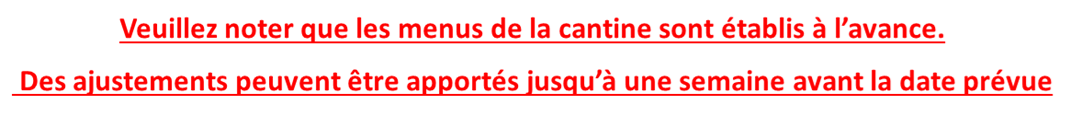 Veuillez noter que les menus de la cantine sont établis à l’avance.
Des ajustements peuvent être apportés jusqu’à une semaine avant la date prévue